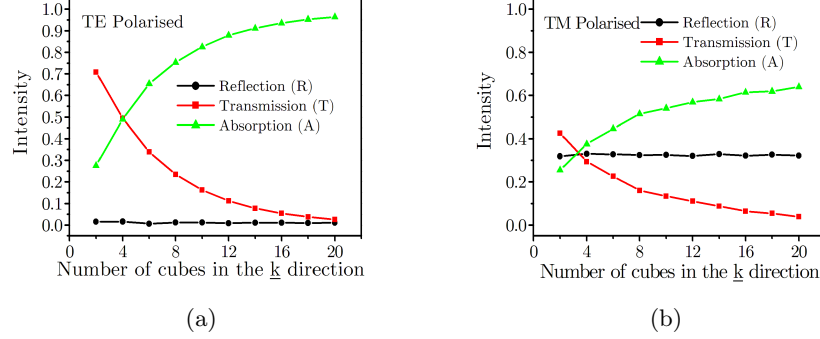 TE Polarised
Reflection (R)
Transmission (T)
Absorption (A)
Intensity
1.0
0.9
0.8
0.7
0.6
0.5
0.4
0.3
0.2
0.1
0.0
0 4 8 12 16 20
Number of cubes in the k direction
(a)
TM Polarised
Reflection (R)
Transmission (T)
Absorption (A)
Intensity
1.0
0.8
0.6
0.4
0.2
0.0
0 4 8 12 16 20
Number of cubes in the k direction
(b)